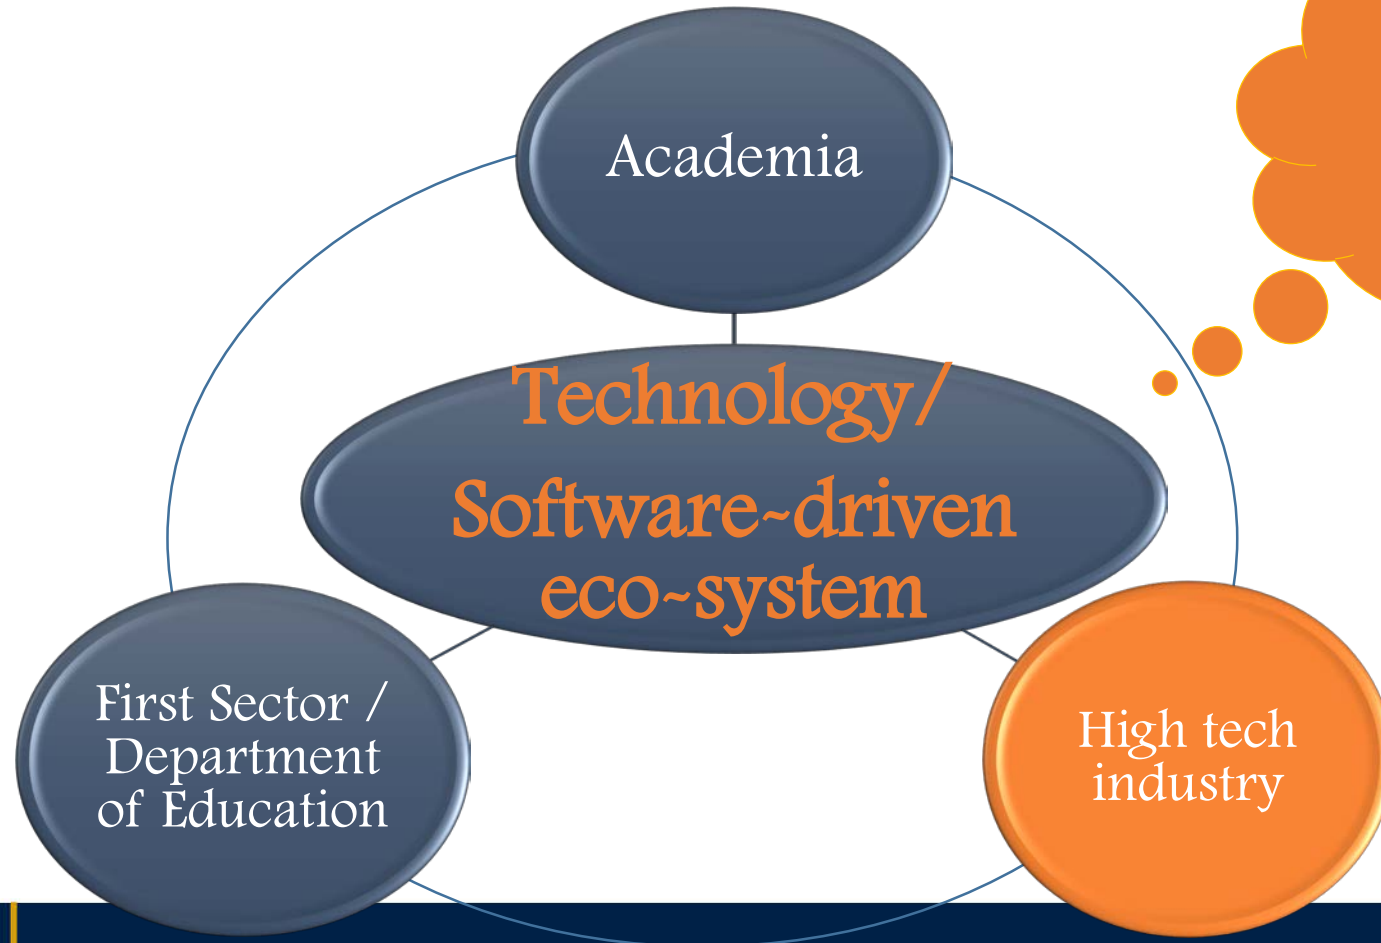 Academia
Technology/
Software-driven
eco-system
First Sector /
Department
of Education
High tech
industry